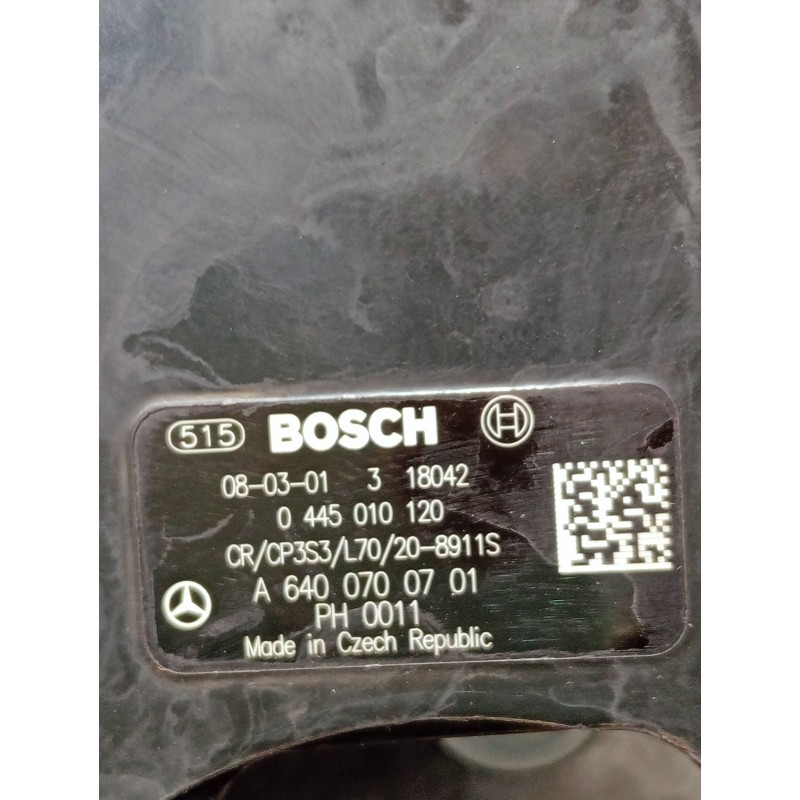 515 BOSCH
08-03-01 3 18042
0 445 010 120
CR/CP3S3/L70/20-8911S
A 640 070 07 01
PH 0011
Made in Czech Republic